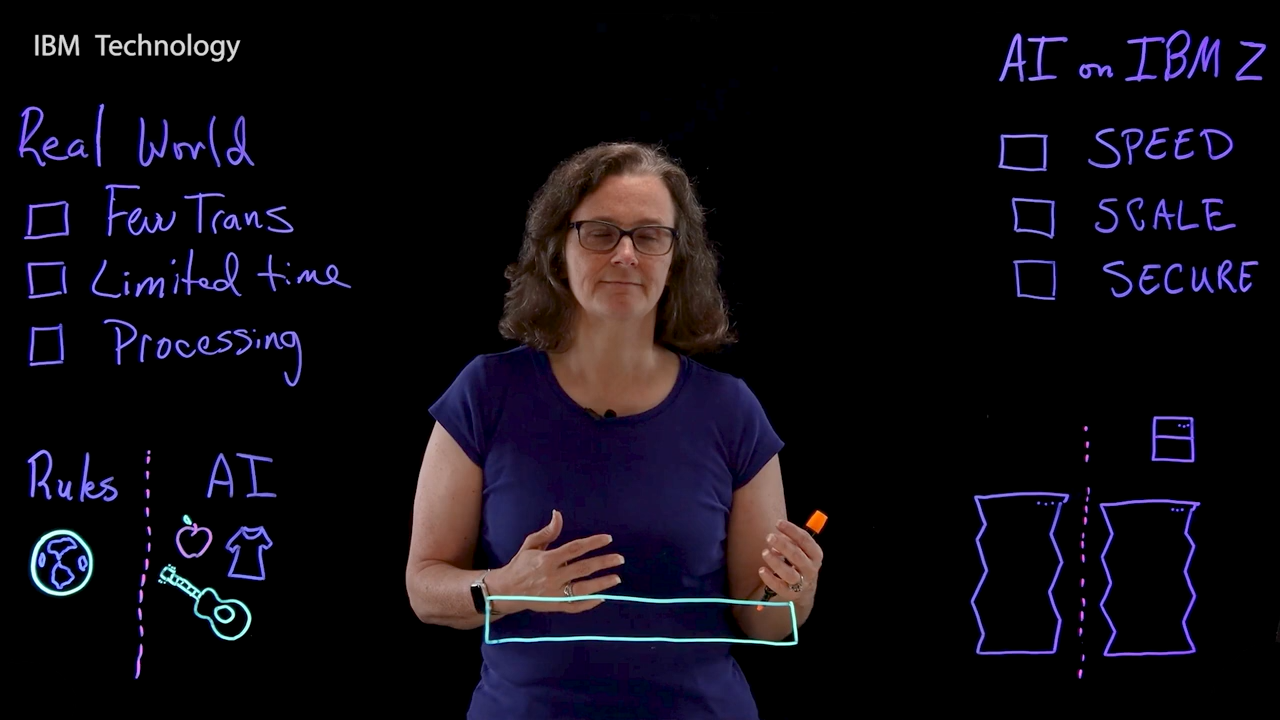 IBM Technology
Real World
Few Trans
Limited time
Processing
Rules
AI
AI on IBM Z
SPEED
SCALE
SECURE